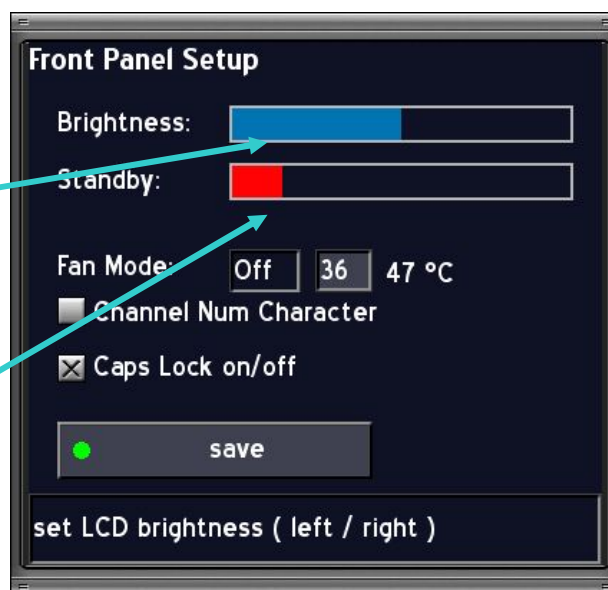 Front Panel Setup
Brightness:
Standby:
Fan Mode: Off 36 47 °C
Channel Num Character
Caps Lock on/off
save
set LCD brightness ( left / right )